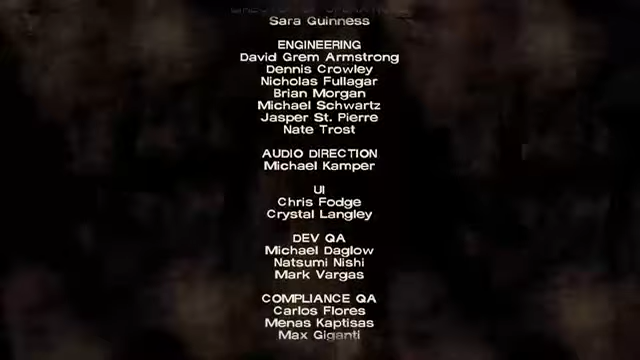 Sara Guinness
ENGINEERING
David Grem Armstrong
Dennis Crowley
Nicholas Fullagar
Brian Morgan
Michael Schwartz
Jasper St. Pierre
Nate Trost
AUDIO DIRECTION
Michael Kamper
UI
Chris Fodge
Crystal Langley
DEV QA
Michael Daglow
Natsumi Nishi
Mark Vargas
COMPLIANCE QA
Carlos Flores
Menas Kaptisas
Max Giganti